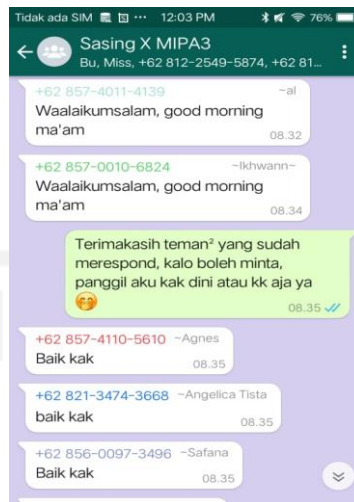 Tidak ada SIM 12:03 PM 76%
Sasing X MIPA3
Bu, Miss, +62 812-2549-5874, +62 81...
+62 857-4011-4139 ~al
Waalaikumsalam, good morning
ma'am
08.32
+62 857-0010-6824 ~Ikhwann~
Waalaikumsalam, good morning
ma'am
08.34
Terimakasih teman² yang sudah
merespond, kalo boleh minta,
panggil aku kak dini atau kk aja ya
08.35
+62 857-4110-5610 ~Agnes
Baik kak
08.35
+62 821-3474-3668 ~Angelica Tista
baik kak
08.35
+62 856-0097-3496 ~Safana
Baik kak
08.35